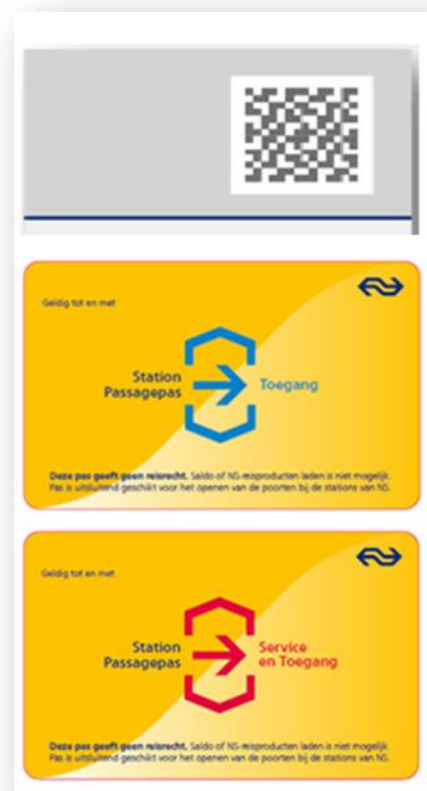 Geldig tot en met
Station
Passagepas
Toegang
Deze pas geeft geen reisrecht. Saldo of NS-reisproducten laden is niet mogelijk.
Pas is uitsluitend geschikt voor het openen van de poorten bij de stations van NS.
Geldig tot en met
Station
Passagepas
Service
en Toegang
Deze pas geeft geen reisrecht. Saldo of NS-reisproducten laden is niet mogelijk.
Pas is uitsluitend geschikt voor het openen van de poorten bij de stations van NS.